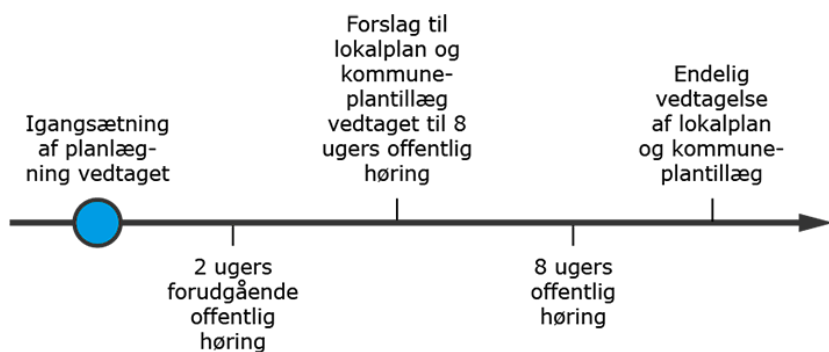 Igangsætning
af planlæg-
ning vedtaget
2 ugers
forudgående
offentlig
høring
Forslag til
lokalplan og
kommune-
plantillæg
vedtaget til 8
ugers offentlig
høring
8 ugers
offentlig
høring
Endelig
vedtagelse
af lokalplan
og kommune-
plantillæg